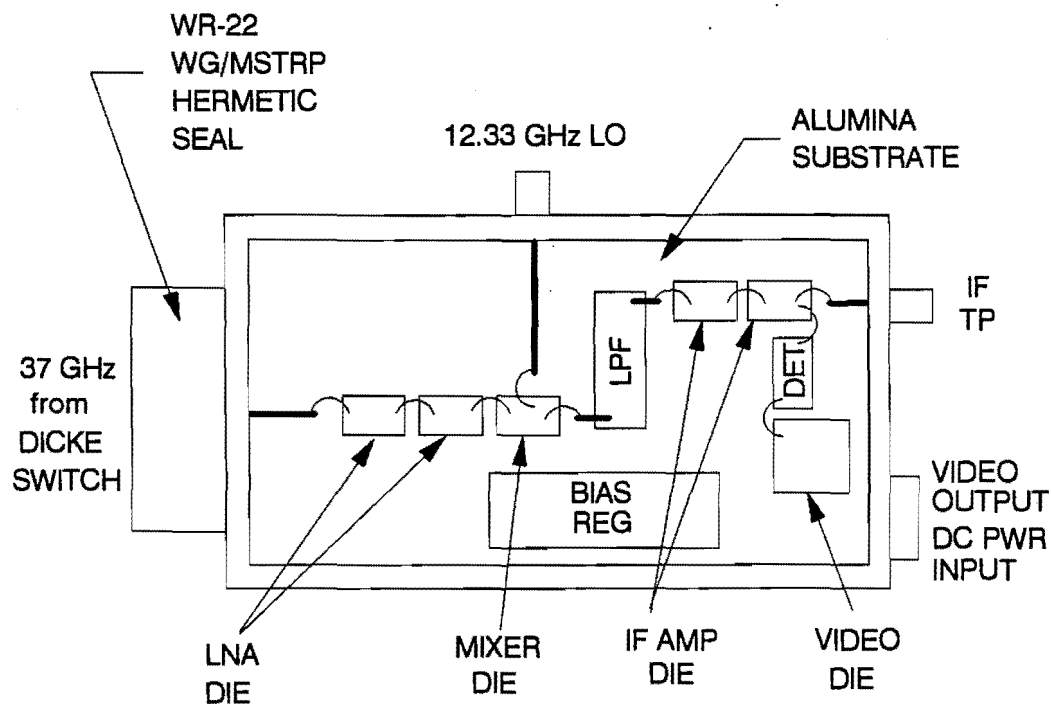 WR-22
WG/MSTRP
HERMETIC
SEAL
12.33 GHz LO
ALUMINA
SUBSTRATE
IF
TP
37 GHz
from
DICKE
SWITCH
LPF
DET
BIAS
REG
VIDEO
OUTPUT
DC PWR
INPUT
LNA
DIE
MIXER
DIE
IF AMP
DIE
VIDEO
DIE